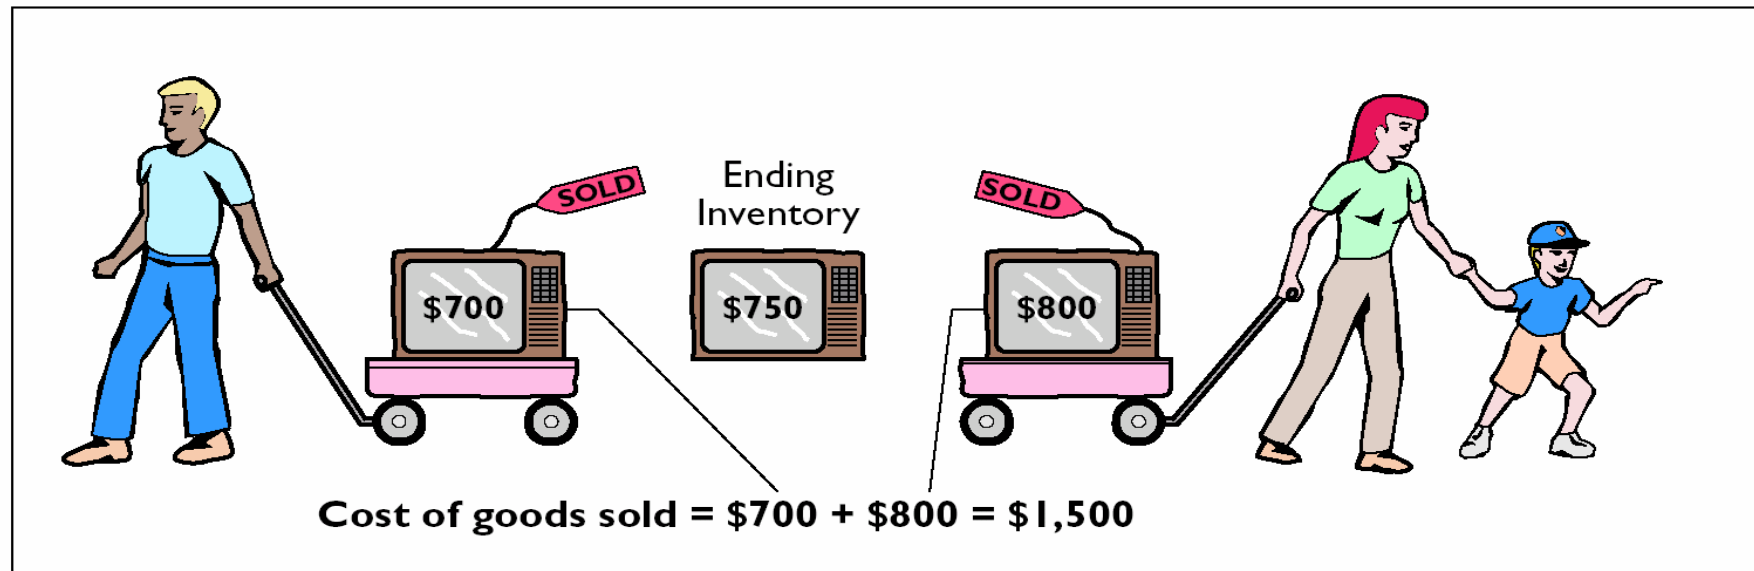 SOLD
Ending
Inventory
SOLD
$700
$750
$800
Cost of goods sold = $700 + $800 = $1,500